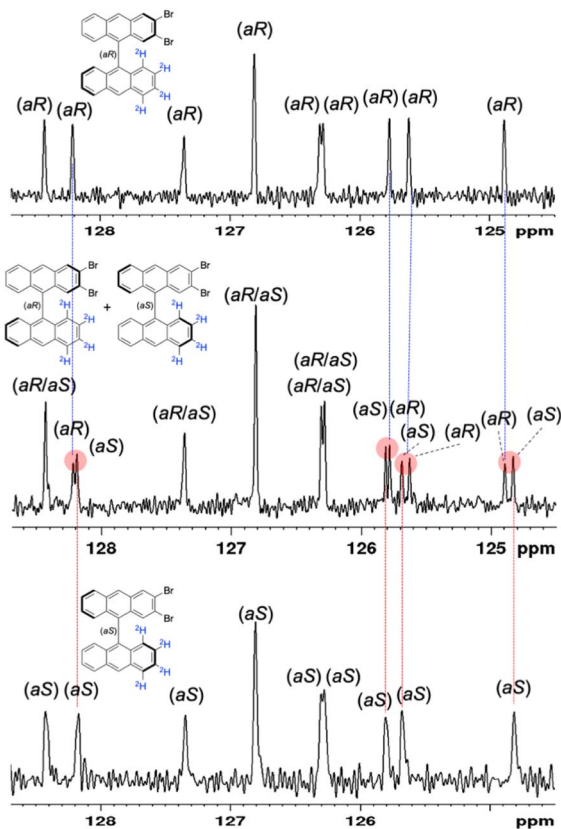 Br
Br
(aR)
²H
²H
²H
²H
(aR)
(aR) (aR)
(aR)
(aR) (aR)
(aR) (aR)
(aR)
128 127 126 125 ppm
Br
Br
(aR)
²H
²H
²H
²H
+
Br
Br
(aS)
²H
²H
²H
²H
(aR/aS)
(aR/aS)
(aR/aS)
(aR/aS)
(aR/aS)
(aR)
(aS)
(aS) (aR)
(aS)
(aR)
(aR)
(aS)
128 127 126 125 ppm
Br
Br
(aS)
²H
²H
²H
²H
(aS)
(aS) (aS)
(aS)
(aS) (aS)
(aS)
(aS)
(aS)
128 127 126 125 ppm